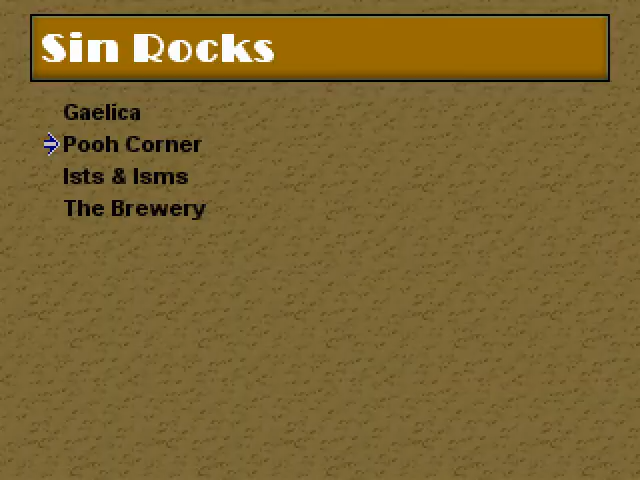 Sin Rocks
Gaelica
Pooh Corner
Ists & Isms
The Brewery